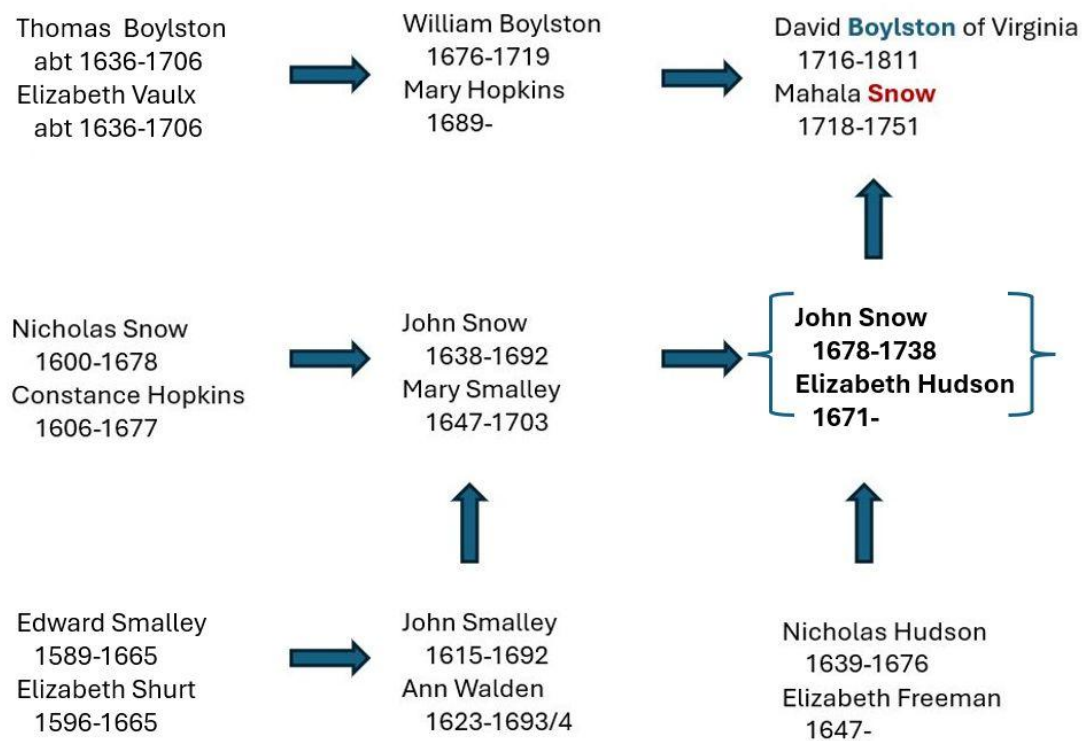 Thomas Boylston
abt 1636-1706
Elizabeth Vaulx
abt 1636-1706
William Boylston
1676-1719
Mary Hopkins
1689-
David Boylston of Virginia
1716-1811
Mahala Snow
1718-1751
Nicholas Snow
1600-1678
Constance Hopkins
1606-1677
John Snow
1638-1692
Mary Smalley
1647-1703
John Snow
1678-1738
Elizabeth Hudson
1671-
Edward Smalley
1589-1665
Elizabeth Shurt
1596-1665
John Smalley
1615-1692
Ann Walden
1623-1693/4
Nicholas Hudson
1639-1676
Elizabeth Freeman
1647-